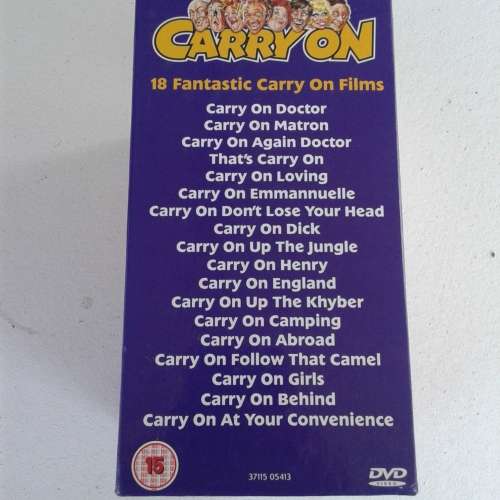 CARRY ON
18 Fantastic Carry On Films
Carry On Doctor
Carry On Matron
Carry On Again Doctor
That's Carry On
Carry On Loving
Carry On Emmannuelle
Carry On Don't Lose Your Head
Carry On Dick
Carry On Up The Jungle
Carry On Henry
Carry On England
Carry On Up The Khyber
Carry On Camping
Carry On Abroad
Carry On Follow That Camel
Carry On Girls
Carry On Behind
Carry On At Your Convenience
15
37115 05413
DVD
VIDEO